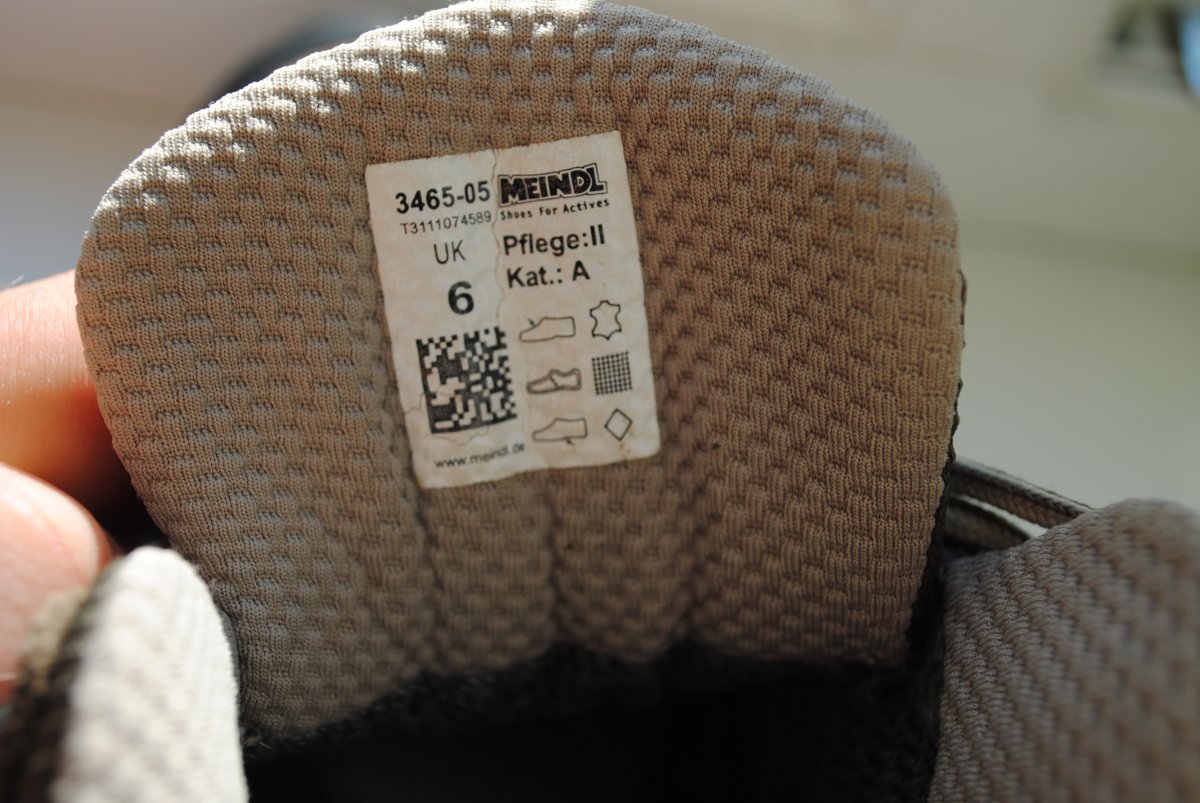 3465-05
T3111074589
UK
6
MEINDL
Shoes For Actives
Pflege:II
Kat.: A
www.meindl.de